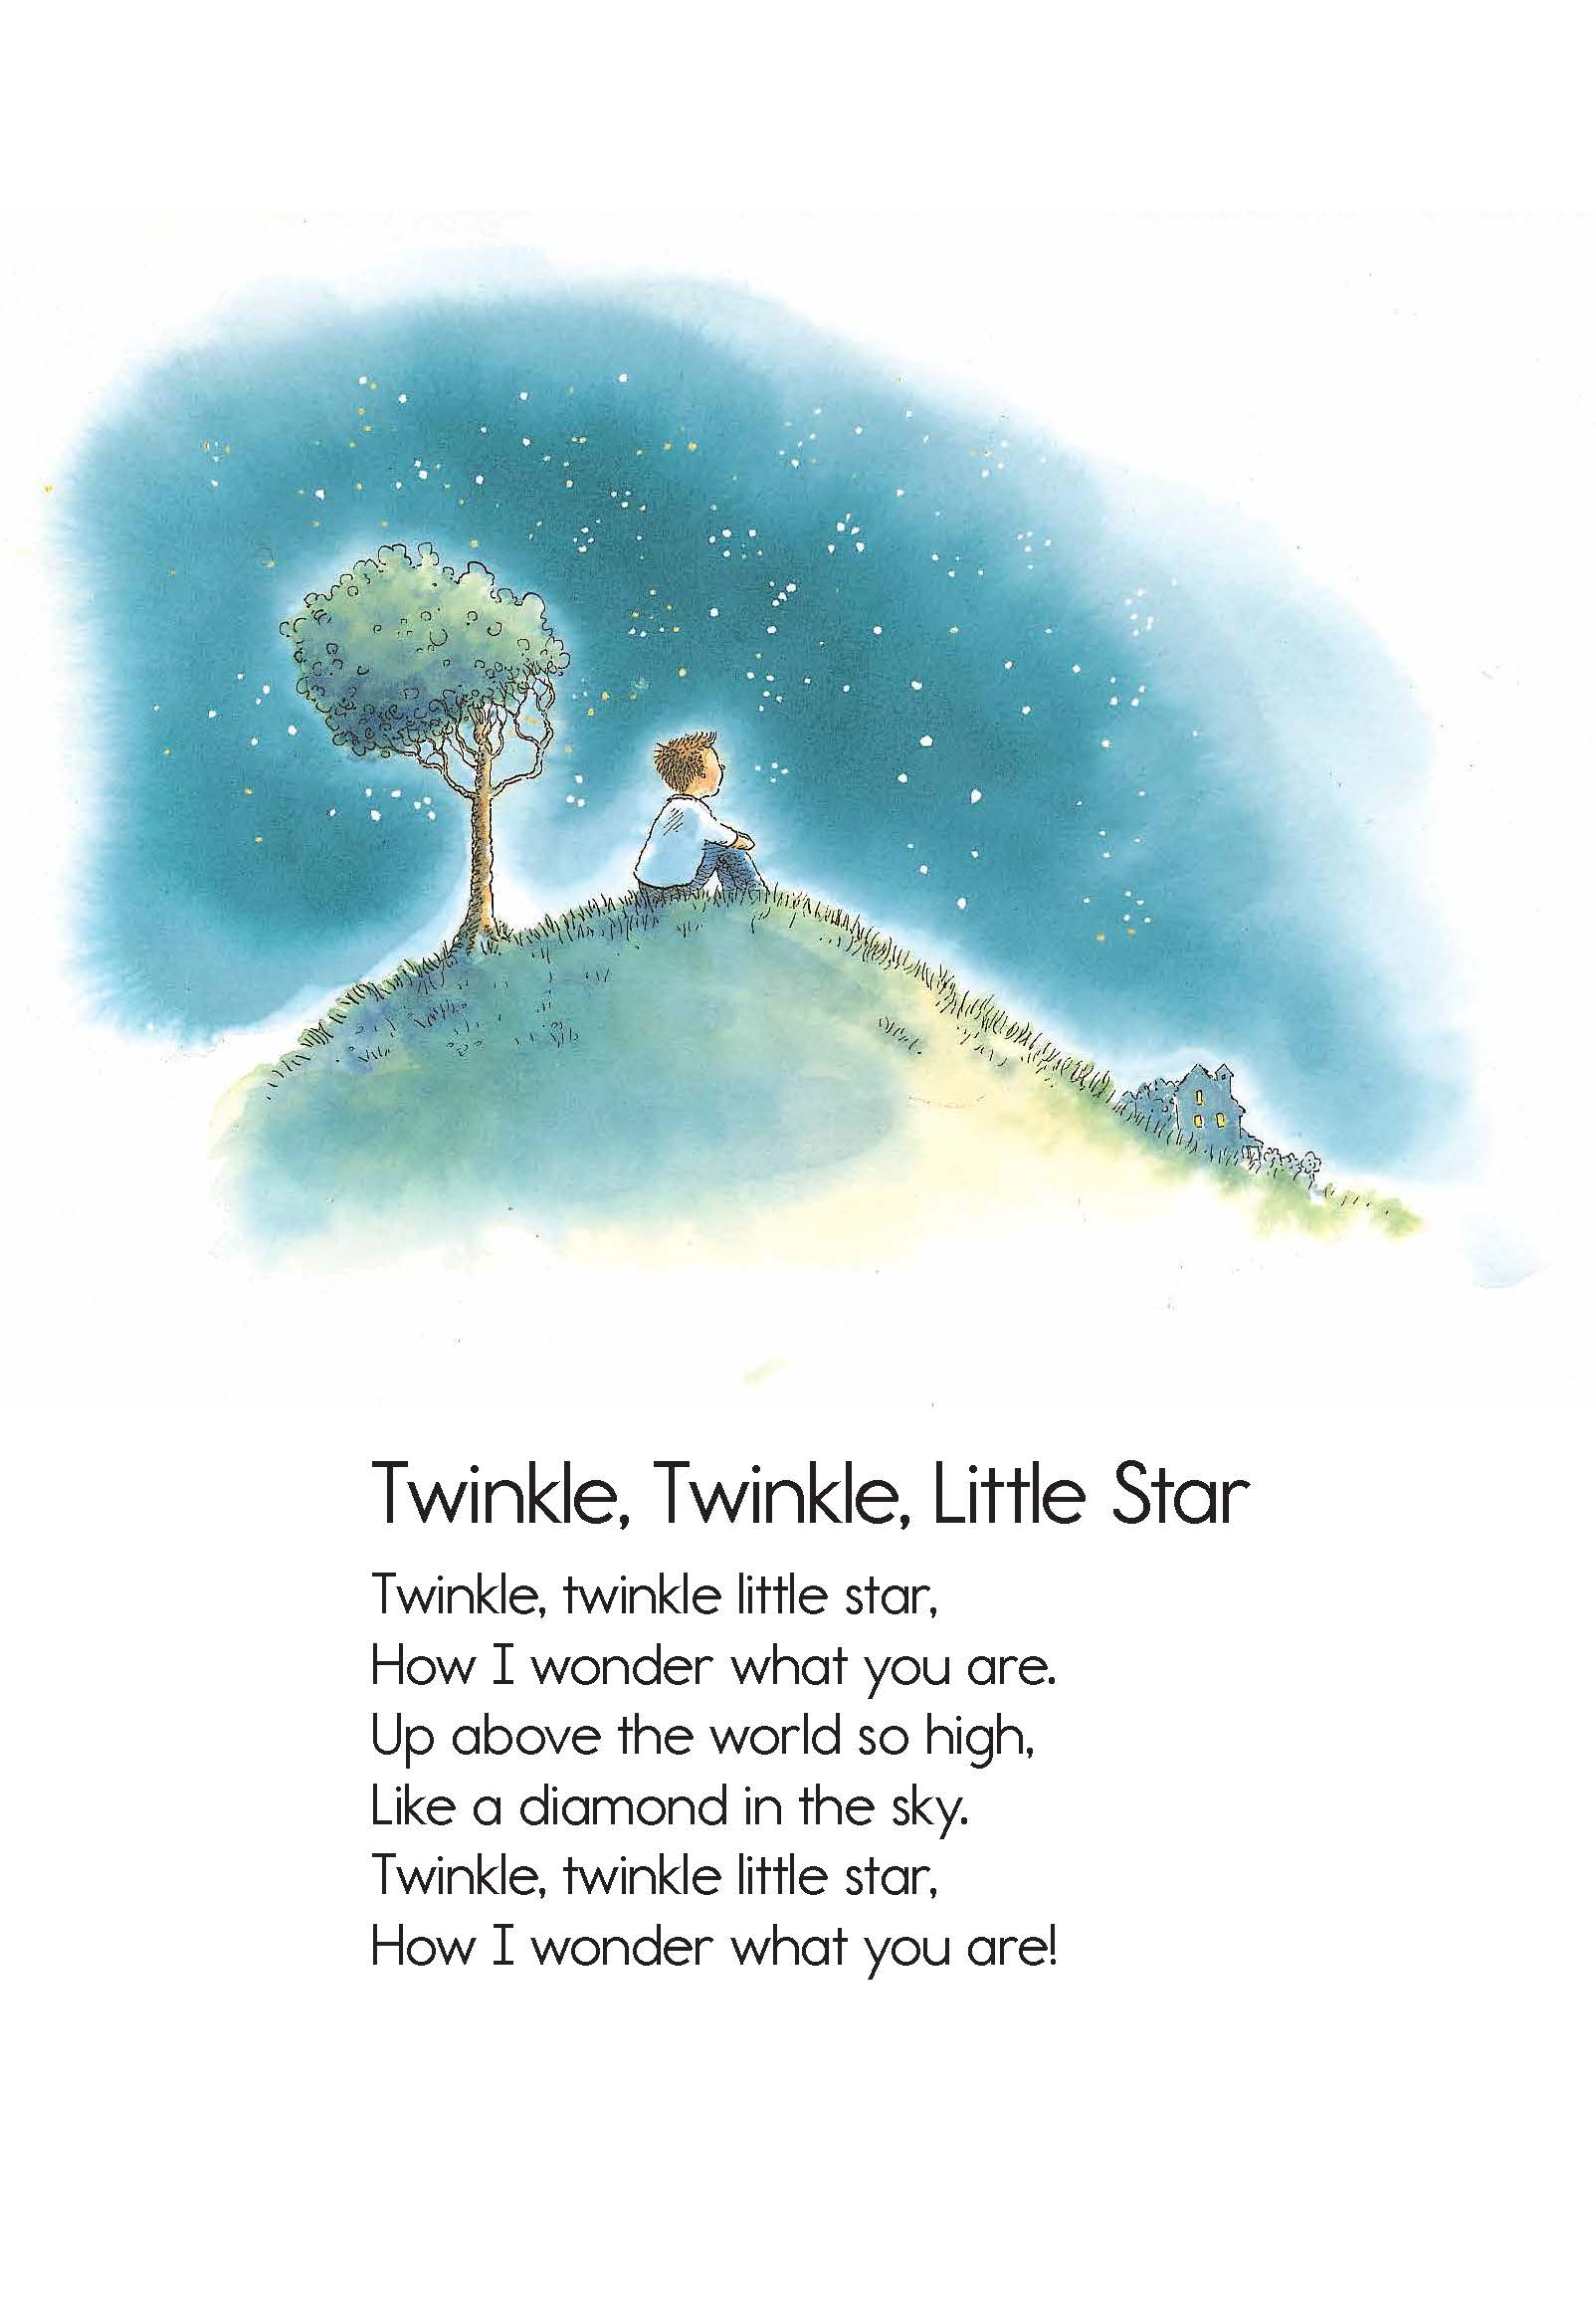 Twinkle, Twinkle, Little Star
Twinkle, twinkle little star,
How I wonder what you are.
Up above the world so high,
Like a diamond in the sky.
Twinkle, twinkle little star,
How I wonder what you are!